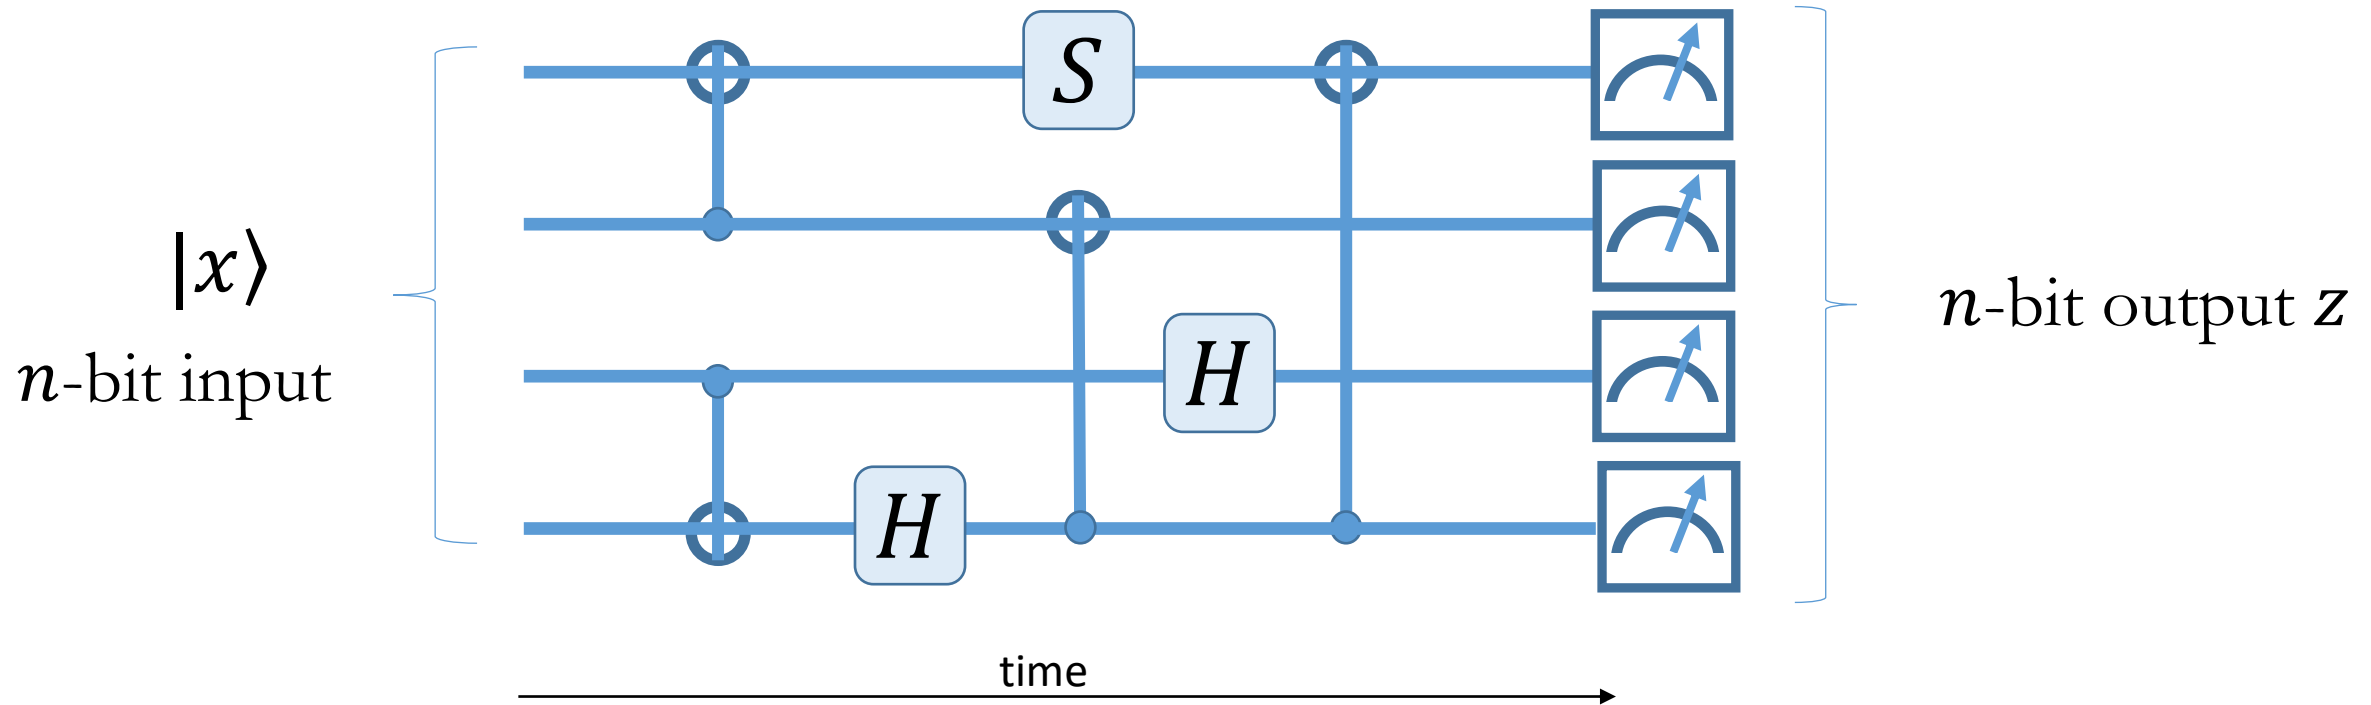 |x⟩
n-bit input
S
H
H
n-bit output z
time